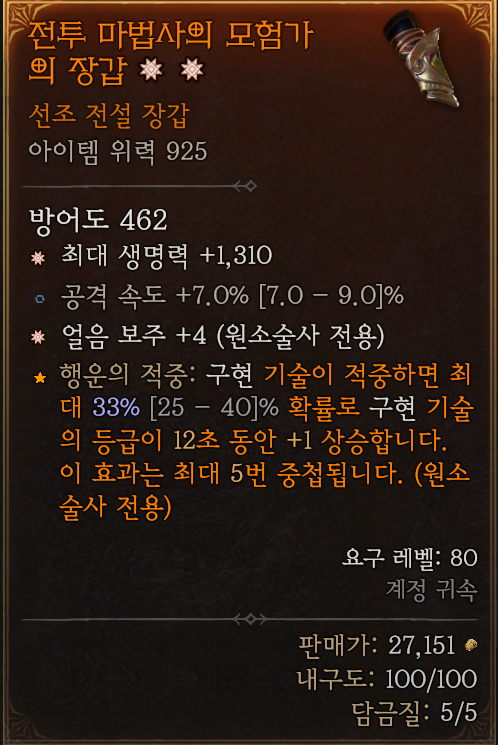 전투 마법사의 모험가
의 장갑
선조 전설 장갑
아이템 위력 925
방어도 462
최대 생명력 +1,310
공격 속도 +7.0% [7.0 – 9.0]%
얼음 보주 +4 (원소술사 전용)
행운의 적중: 구현 기술이 적중하면 최
대 33% [25 – 40]% 확률로 구현 기술
의 등급이 12초 동안 +1 상승합니다.
이 효과는 최대 5번 중첩됩니다. (원소
술사 전용)
요구 레벨: 80
계정 귀속
판매가: 27,151
내구도: 100/100
담금질: 5/5